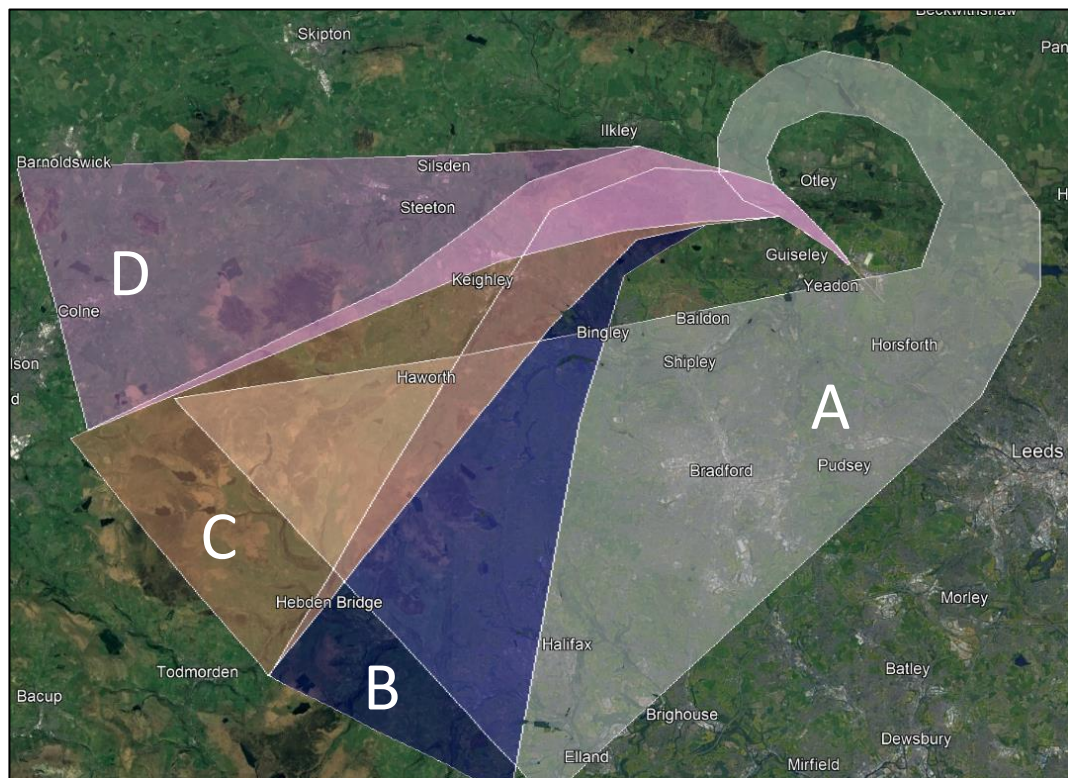 Beckwithshaw
Skipton
Pan
Ilkley
Barnoldswick
Silsden
Otley
H
Steeton
D
Guiseley
Keighley
Yeadon
Colne
Baildon
Bingley
Horsforth
lson
Shipley
Haworth
d
A
Leeds
Pudsey
Bradford
C
Morley
Hebden Bridge
Halifax
Todmorden
Batley
B
Bacup
Brighouse
Dewsbury
Elland
Mirfield